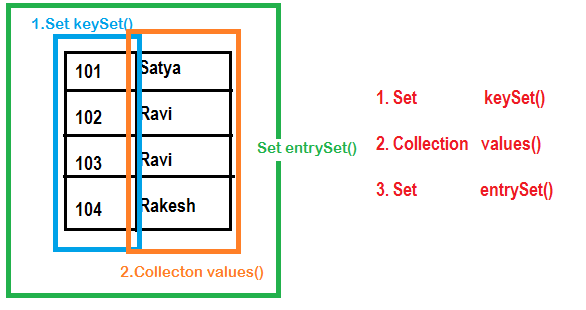 1.Set keySet()
101 Satya
102 Ravi
103 Ravi
104 Rakesh
Set entrySet()
2.Collecton values()
1. Set keySet()
2. Collection values()
3. Set entrySet()